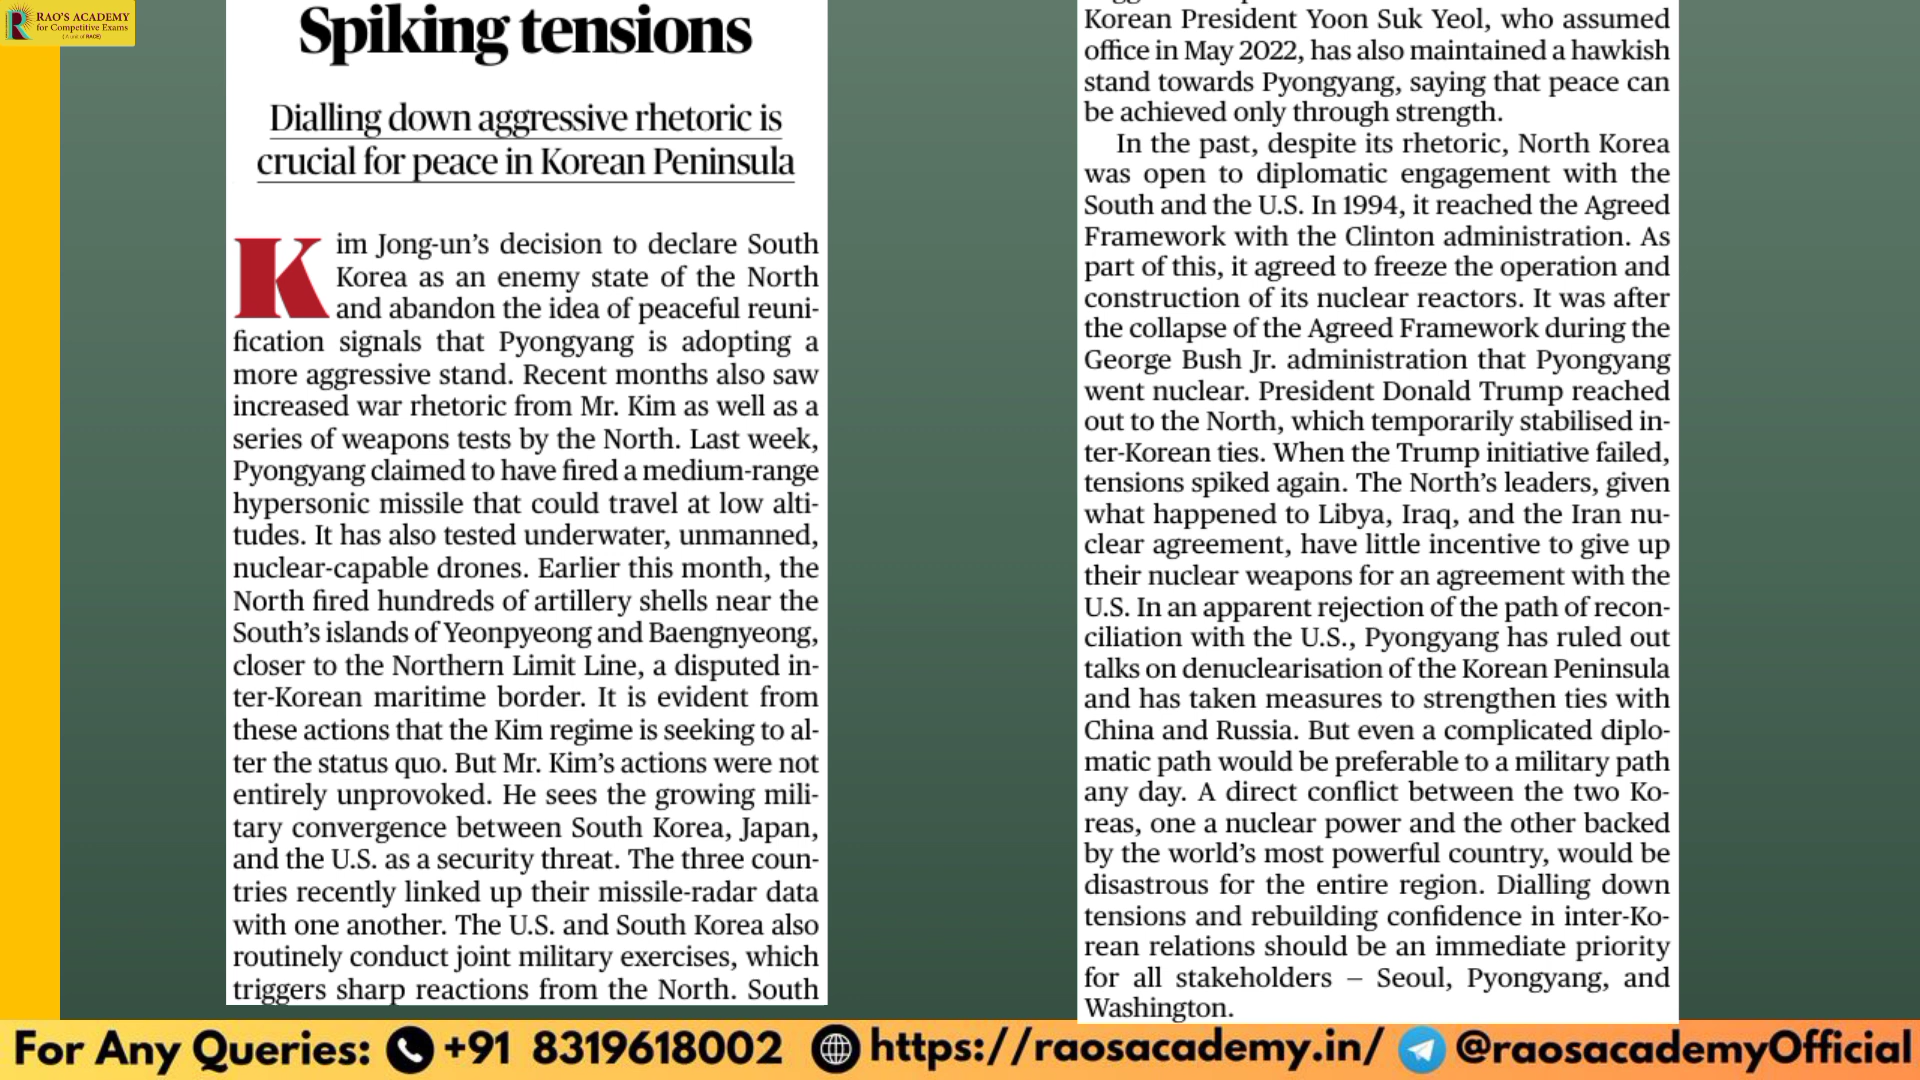 RAO'S ACADEMY
for Competitive Exams
(A unit of RACE)
Spiking tensions
Dialling down aggressive rhetoric is
crucial for peace in Korean Peninsula
Kim Jong-un's decision to declare South
Korea as an enemy state of the North
and abandon the idea of peaceful reuni-
fication signals that Pyongyang is adopting a
more aggressive stand. Recent months also saw
increased war rhetoric from Mr. Kim as well as a
series of weapons tests by the North. Last week,
Pyongyang claimed to have fired a medium-range
hypersonic missile that could travel at low alti-
tudes. It has also tested underwater, unmanned,
nuclear-capable drones. Earlier this month, the
North fired hundreds of artillery shells near the
South's islands of Yeonpyeong and Baengnyeong,
closer to the Northern Limit Line, a disputed in-
ter-Korean maritime border. It is evident from
these actions that the Kim regime is seeking to al-
ter the status quo. But Mr. Kim's actions were not
entirely unprovoked. He sees the growing mili-
tary convergence between South Korea, Japan,
and the U.S. as a security threat. The three coun-
tries recently linked up their missile-radar data
with one another. The U.S. and South Korea also
routinely conduct joint military exercises, which
triggers sharp reactions from the North. South
Korean President Yoon Suk Yeol, who assumed
office in May 2022, has also maintained a hawkish
stand towards Pyongyang, saying that peace can
be achieved only through strength.
In the past, despite its rhetoric, North Korea
was open to diplomatic engagement with the
South and the U.S. In 1994, it reached the Agreed
Framework with the Clinton administration. As
part of this, it agreed to freeze the operation and
construction of its nuclear reactors. It was after
the collapse of the Agreed Framework during the
George Bush Jr. administration that Pyongyang
went nuclear. President Donald Trump reached
out to the North, which temporarily stabilised in-
ter-Korean ties. When the Trump initiative failed,
tensions spiked again. The North's leaders, given
what happened to Libya, Iraq, and the Iran nu-
clear agreement, have little incentive to give up
their nuclear weapons for an agreement with the
U.S. In an apparent rejection of the path of recon-
ciliation with the U.S., Pyongyang has ruled out
talks on denuclearisation of the Korean Peninsula
and has taken measures to strengthen ties with
China and Russia. But even a complicated diplo-
matic path would be preferable to a military path
any day. A direct conflict between the two Ko-
reas, one a nuclear power and the other backed
by the world's most powerful country, would be
disastrous for the entire region. Dialling down
tensions and rebuilding confidence in inter-Ko-
rean relations should be an immediate priority
for all stakeholders – Seoul, Pyongyang, and
Washington.
For Any Queries: +91 8319618002 https://raosacademy.in/ @raosacademyOfficial